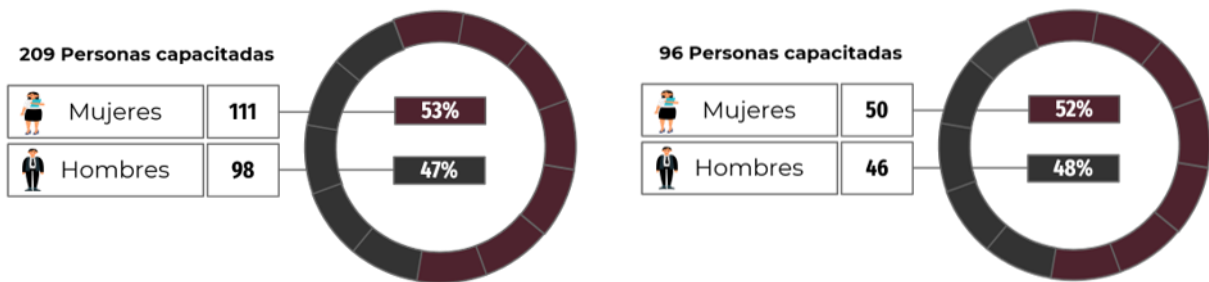 209 Personas capacitadas
Mujeres 111 53%
Hombres 98 47%
96 Personas capacitadas
Mujeres 50 52%
Hombres 46 48%